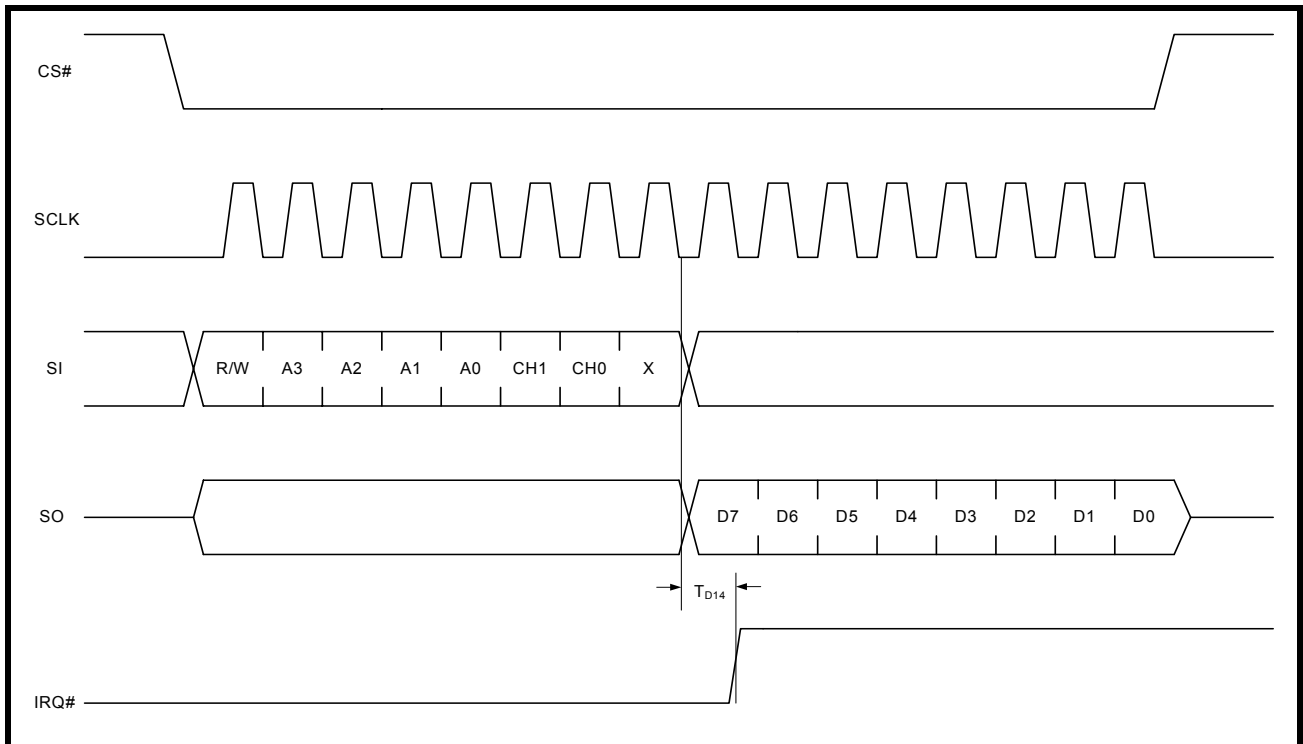 CS#
SCLK
SI R/W A3 A2 A1 A0 CH1 CH0 X
SO D7 D6 D5 D4 D3 D2 D1 D0
TD14
IRQ#